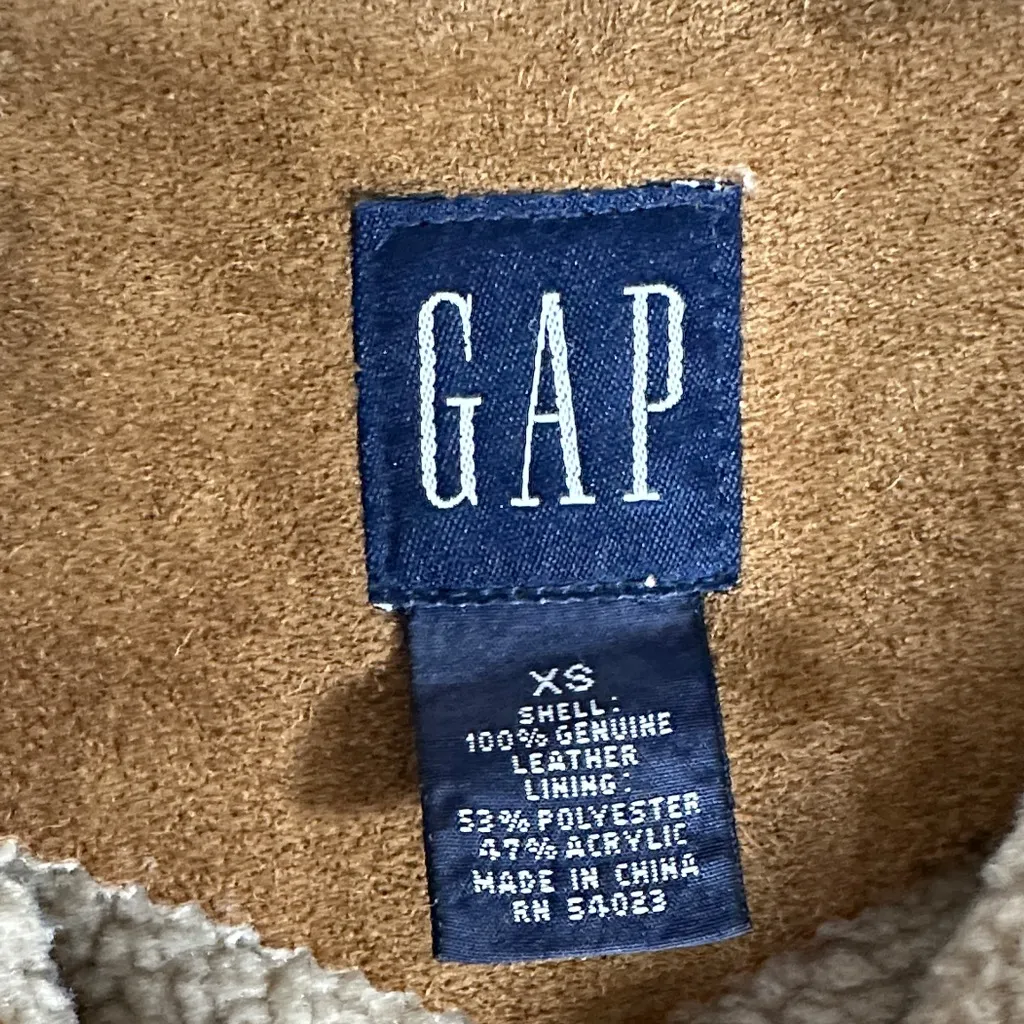 GAP
XS
SHELL:
100% GENUINE
LEATHER
LINING:
53% POLYESTER
47% ACRYLIC
MADE IN CHINA
RN 54023